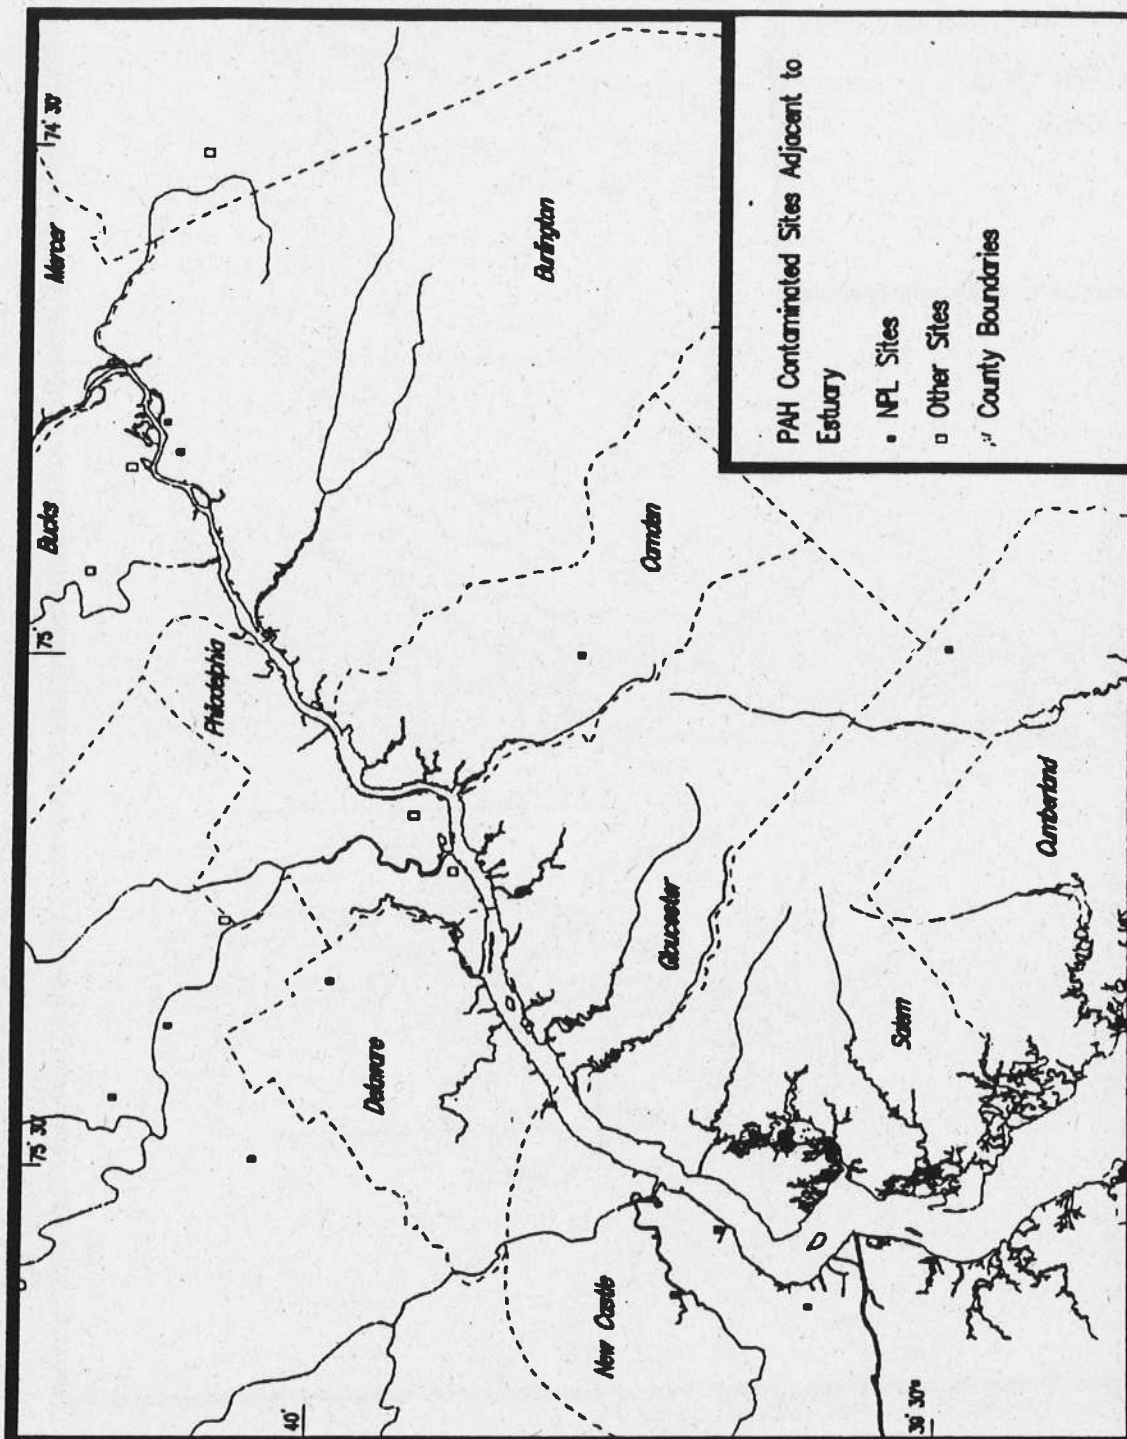 74° 30'
Mercer
Burlington
Bucks
75°
Philadelphia
Camden
Cumberland
Gloucester
Salem
Delaware
75° 30'
New Castle
40°
39° 30'
PAH Contaminated Sites Adjacent to
Estuary
NPL Sites
Other Sites
County Boundaries